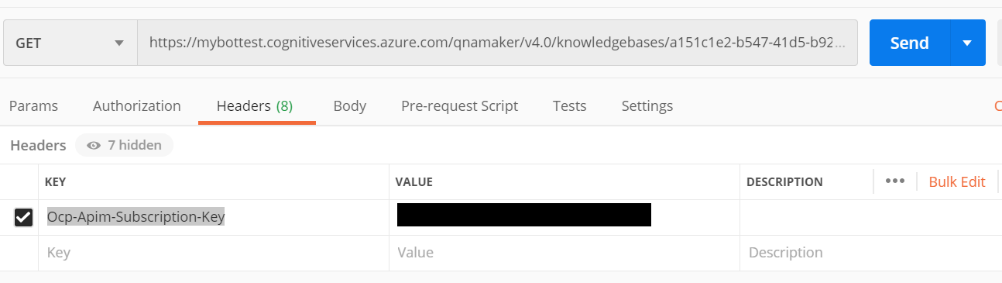 GET https://mybottest.cognitiveservices.azure.com/qnamaker/v4.0/knowledgebases/a151c1e2-b547-41d5-b92... Send
Params Authorization Headers (8) Body Pre-request Script Tests Settings C
Headers 7 hidden
KEY VALUE DESCRIPTION ••• Bulk Edit
Ocp-Apim-Subscription-Key
Key Value Description